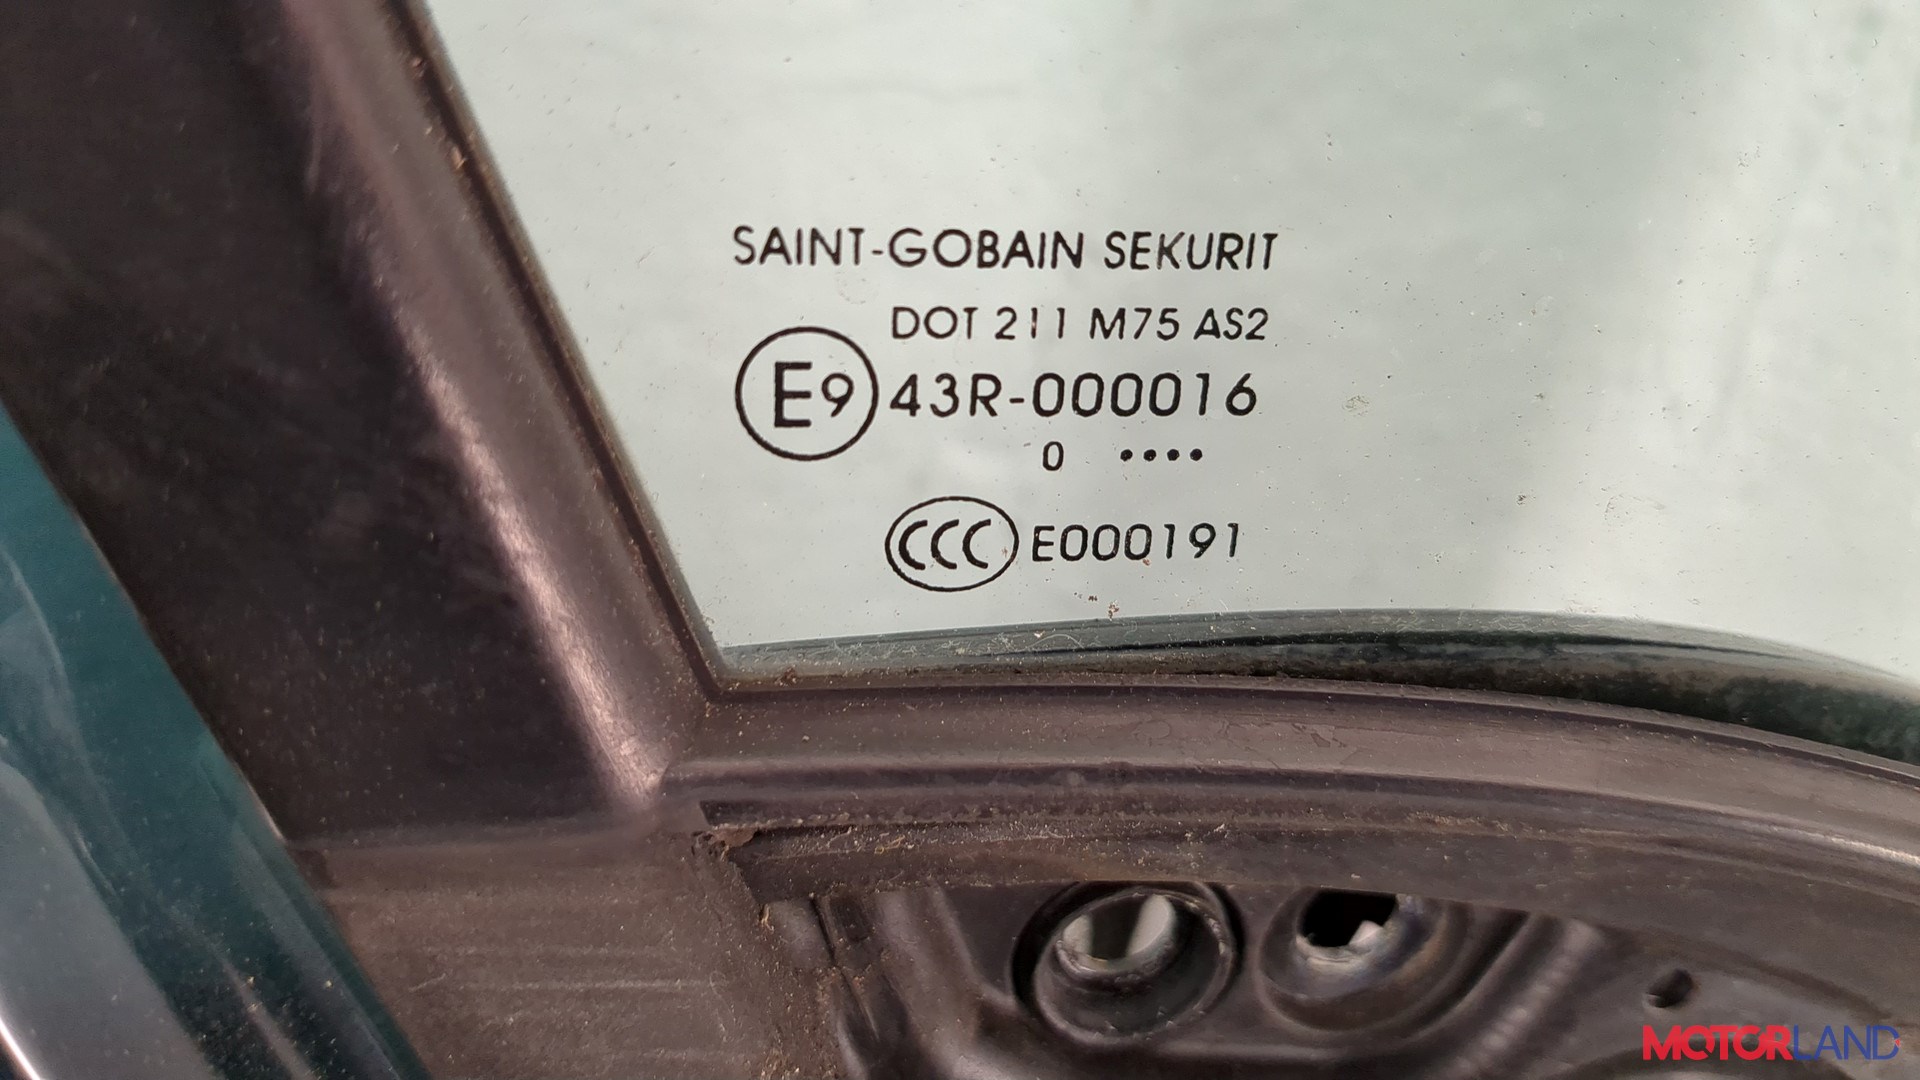 SAINT-GOBAIN SEKURIT
DOT 211 M75 AS2
E9 43R-000016
0 ••••
CCC E000191
MOTORLAND